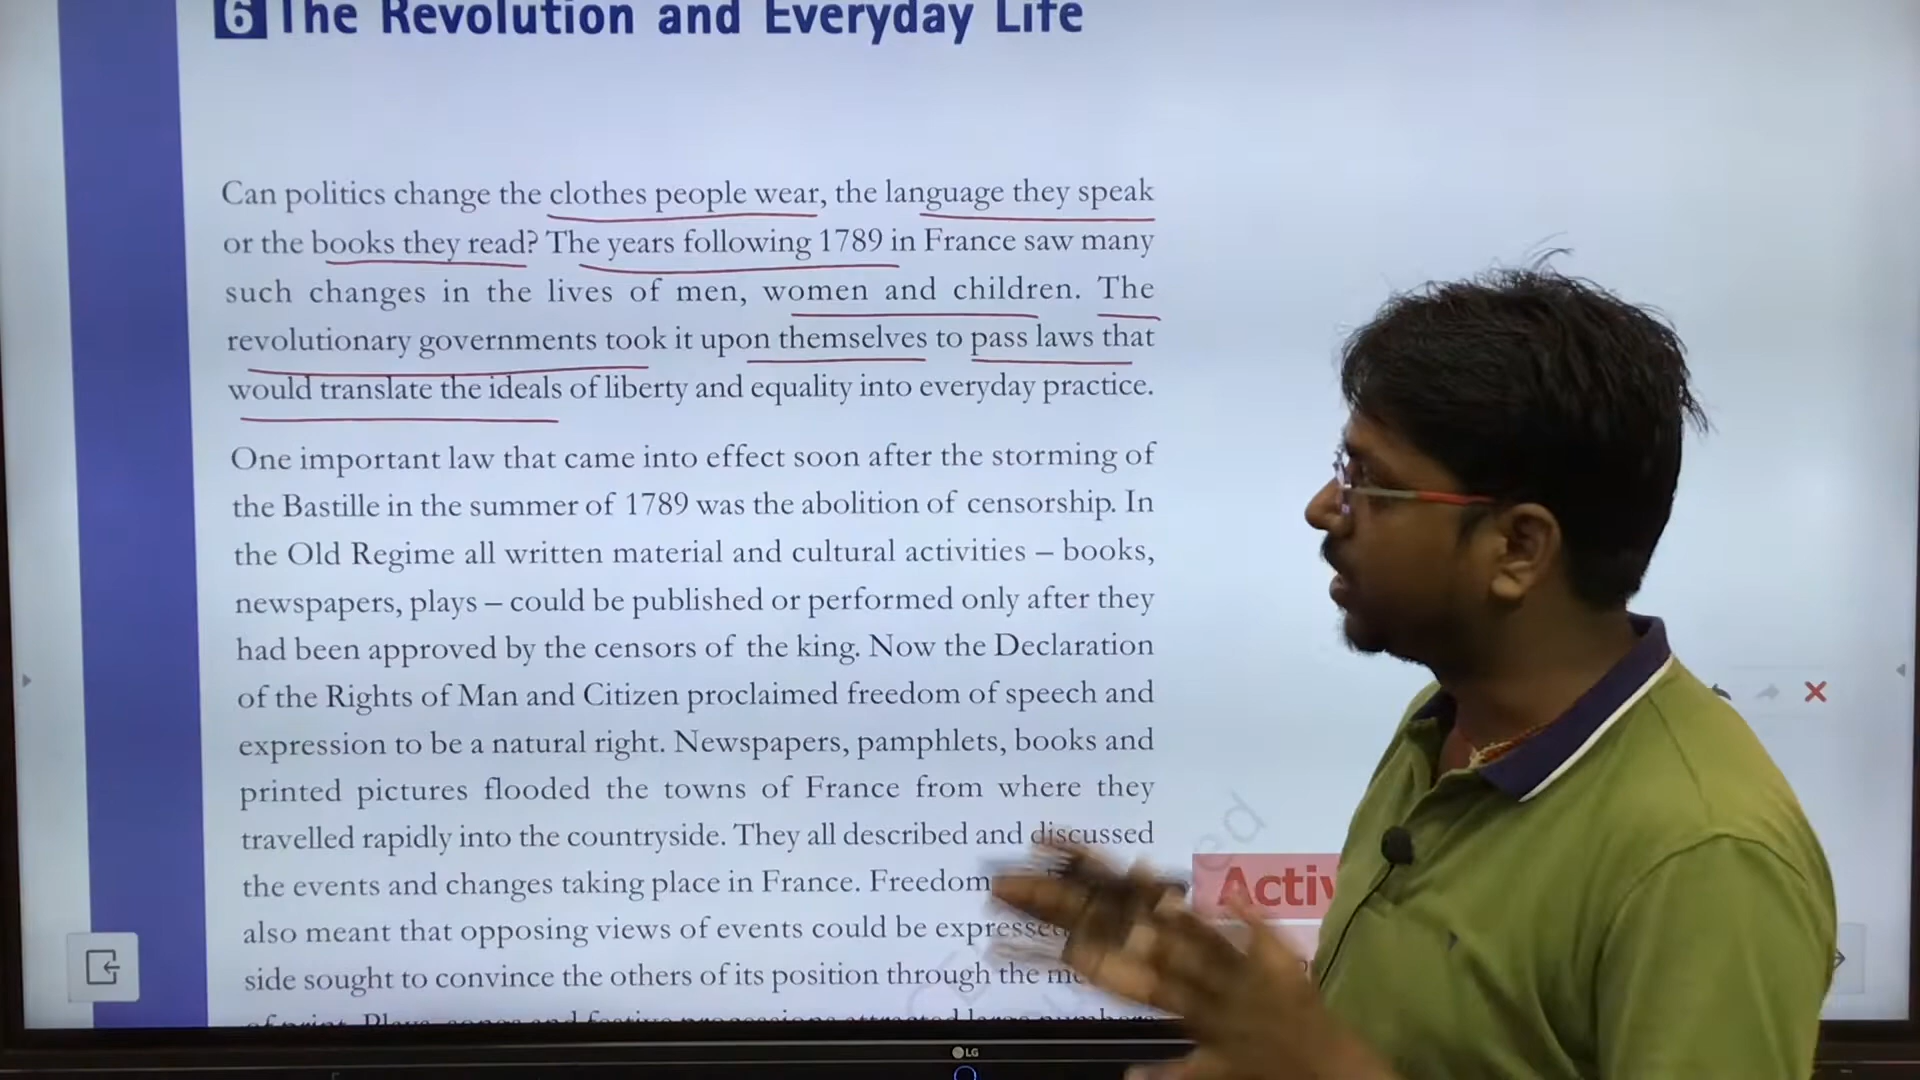 6 The Revolution and Everyday Life
Can politics change the clothes people wear, the language they speak
or the books they read? The years following 1789 in France saw many
such changes in the lives of men, women and children. The
revolutionary governments took it upon themselves to pass laws that
would translate the ideals of liberty and equality into everyday practice.
One important law that came into effect soon after the storming of
the Bastille in the summer of 1789 was the abolition of censorship. In
the Old Regime all written material and cultural activities – books,
newspapers, plays – could be published or performed only after they
had been approved by the censors of the king. Now the Declaration
of the Rights of Man and Citizen proclaimed freedom of speech and
expression to be a natural right. Newspapers, pamphlets, books and
printed pictures flooded the towns of France from where they
travelled rapidly into the countryside. They all described and discussed
the events and changes taking place in France. Freedom
also meant that opposing views of events could be expressed
side sought to convince the others of its position through the
Activ
LG